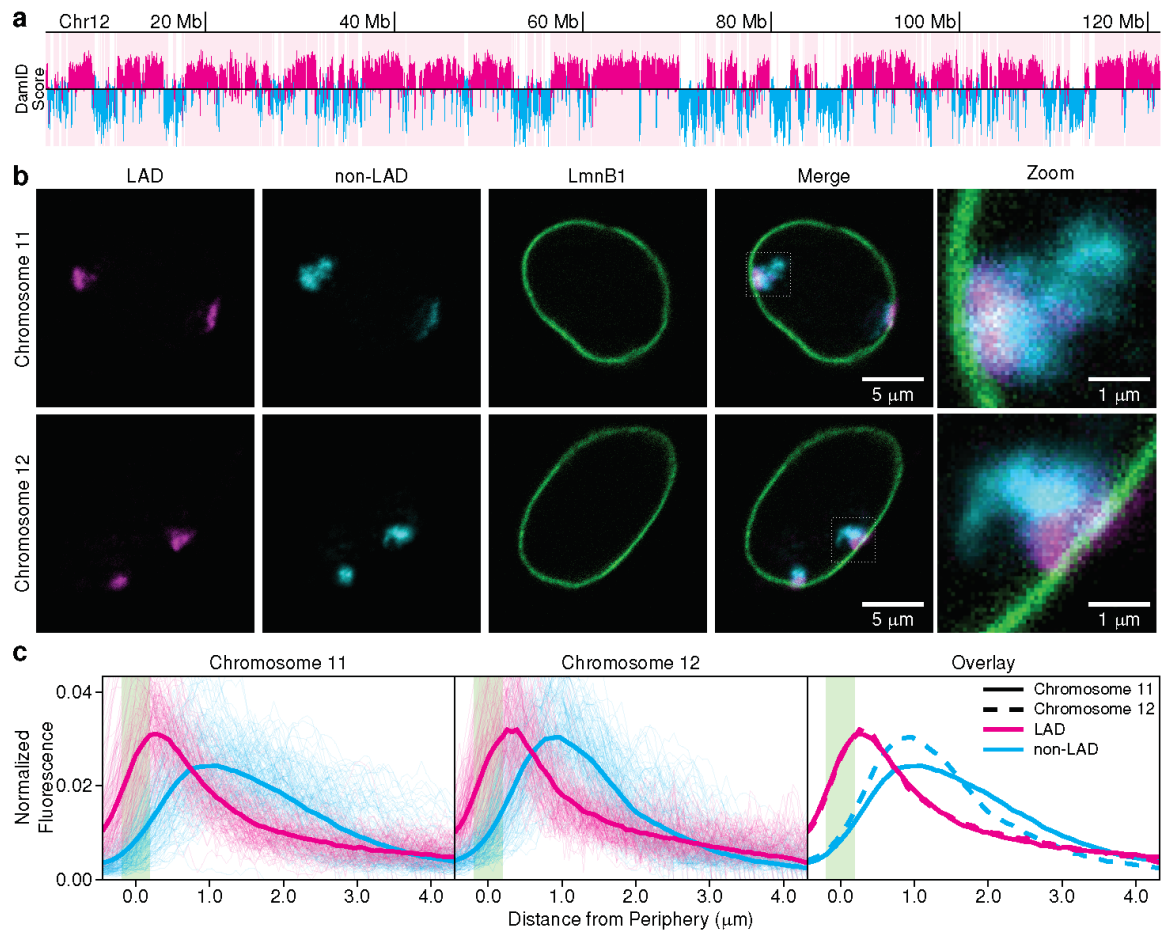 a
Chr12 20 Mb 40 Mb 60 Mb 80 Mb 100 Mb 120 Mb
DamID
Score
b
LAD non-LAD LmnB1 Merge Zoom
Chromosome 11
5 μm 1 μm
Chromosome 12
5 μm 1 μm
c
Chromosome 11 Chromosome 12 Overlay
Normalized
Fluorescence
0.04
0.02
0.00
Chromosome 11
Chromosome 12
LAD
non-LAD
0.0 1.0 2.0 3.0 4.0 0.0 1.0 2.0 3.0 4.0 0.0 1.0 2.0 3.0 4.0
Distance from Periphery (μm)